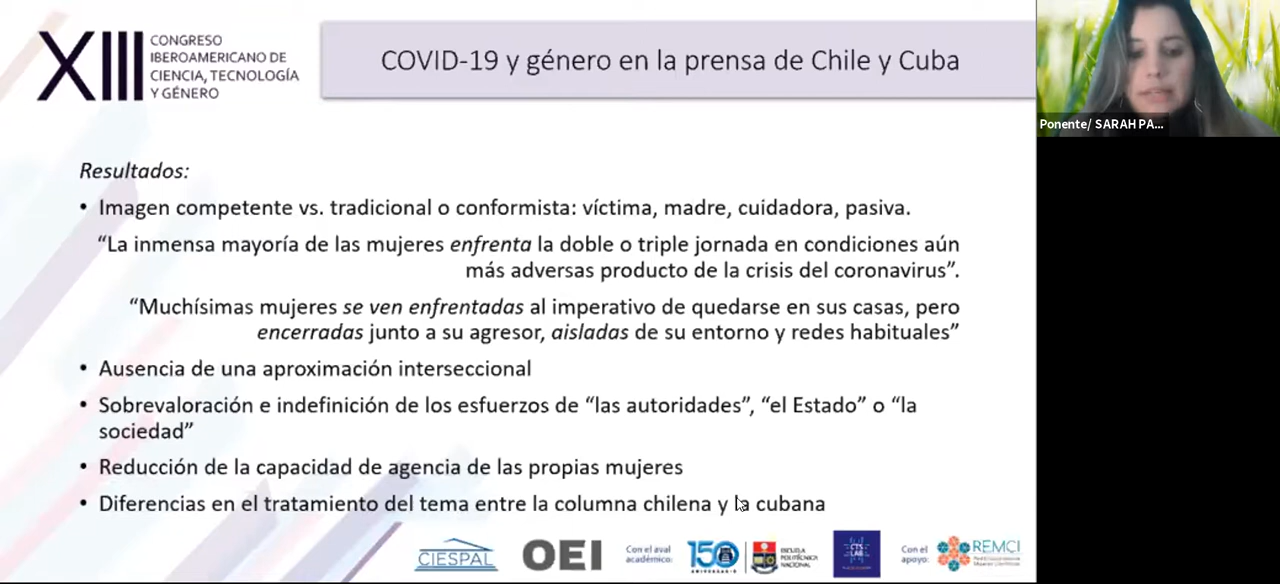 XIII
CONGRESO
IBEROAMERICANO DE
CIENCIA, TECNOLOGÍA
Y GÉNERO
COVID-19 y género en la prensa de Chile y Cuba
Ponente/ SARAH PA...
Resultados:
• Imagen competente vs. tradicional o conformista: víctima, madre, cuidadora, pasiva.
“La inmensa mayoría de las mujeres enfrenta la doble o triple jornada en condiciones aún
más adversas producto de la crisis del coronavirus”.
“Muchísimas mujeres se ven enfrentadas al imperativo de quedarse en sus casas, pero
encerradas junto a su agresor, aisladas de su entorno y redes habituales”
• Ausencia de una aproximación interseccional
• Sobrevaloración e indefinición de los esfuerzos de “las autoridades”, “el Estado” o “la
sociedad”
• Reducción de la capacidad de agencia de las propias mujeres
• Diferencias en el tratamiento del tema entre la columna chilena y la cubana
CIESPAL
OEI
Con el aval
académico:
150
ANIVERSARIO
ESCUELA
POLITÉCNICA
NACIONAL
CTS
LAB
Con el
apoyo:
REMCI